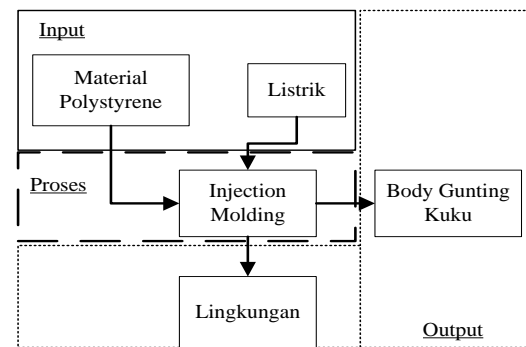 Input
Material
Polystyrene
Listrik
Proses
Injection
Molding
Body Gunting
Kuku
Lingkungan
Output